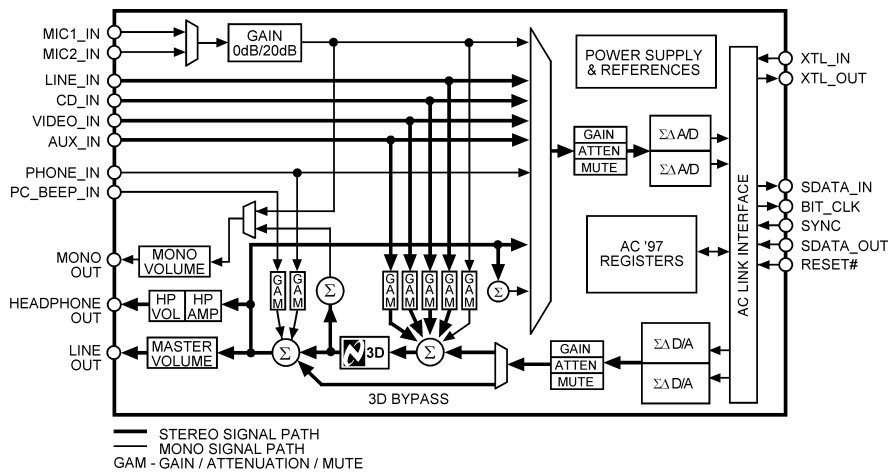 MIC1_IN
MIC2_IN
GAIN
0dB/20dB
LINE_IN
CD_IN
VIDEO_IN
AUX_IN
PHONE_IN
PC_BEEP_IN
MONO
OUT
MONO
VOLUME
HEADPHONE
OUT
HP
VOL
HP
AMP
LINE
OUT
MASTER
VOLUME
GAM
GAM
Σ
Σ
N 3D
GAM
GAM
GAM
GAM
GAM
Σ
Σ
3D BYPASS
POWER SUPPLY
& REFERENCES
GAIN
ATTEN
MUTE
ΣΔ A/D
ΣΔ A/D
AC '97
REGISTERS
GAIN
ATTEN
MUTE
ΣΔ D/A
ΣΔ D/A
AC LINK INTERFACE
XTL_IN
XTL_OUT
SDATA_IN
BIT_CLK
SYNC
SDATA_OUT
RESET#
STEREO SIGNAL PATH
MONO SIGNAL PATH
GAM - GAIN / ATTENUATION / MUTE